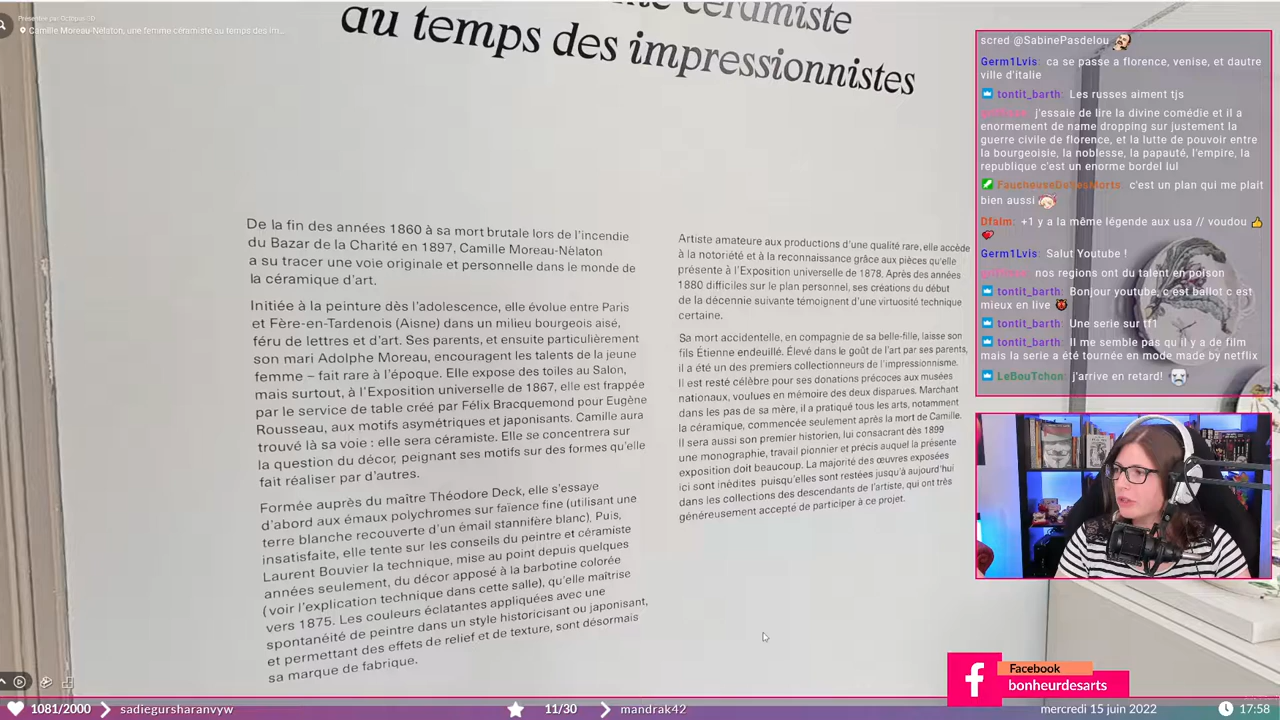 Présentée par Octopus 3D
Camille Moreau-Nélaton, une femme céramiste au temps des im...
céramiste
au temps des impressionnistes
De la fin des années 1860 à sa mort brutale lors de l'incendie
du Bazar de la Charité en 1897, Camille Moreau-Nélaton
a su tracer une voie originale et personnelle dans le monde de
la céramique d'art.
Initiée à la peinture dès l'adolescence, elle évolue entre Paris
et Fère-en-Tardenois (Aisne) dans un milieu bourgeois aisé,
féru de lettres et d'art. Ses parents, et ensuite particulièrement
son mari Adolphe Moreau, encouragent les talents de la jeune
femme – fait rare à l'époque. Elle expose des toiles au Salon,
mais surtout, à l'Exposition universelle de 1867, elle est frappée
par le service de table créé par Félix Bracquemond pour Eugène
Rousseau, aux motifs asymétriques et japonisants. Camille aura
trouvé là sa voie : elle sera céramiste. Elle se concentrera sur
la question du décor, peignant ses motifs sur des formes qu'elle
fait réaliser par d'autres.
Formée auprès du maître Théodore Deck, elle s'essaye
d'abord aux émaux polychromes sur faïence fine (utilisant une
terre blanche recouverte d'un émail stannifère blanc). Puis,
insatisfaite, elle tente sur les conseils du peintre et céramiste
Laurent Bouvier la technique, mise au point depuis quelques
années seulement, du décor apposé à la barbotine colorée
(voir l'explication technique dans cette salle), qu'elle maîtrise
vers 1875. Les couleurs éclatantes appliquées avec une
spontanéité de peintre dans un style historicisant ou japonisant,
et permettant des effets de relief et de texture, sont désormais
sa marque de fabrique.
Artiste amateure aux productions d'une qualité rare, elle accède
à la notoriété et à la reconnaissance grâce aux pièces qu'elle
présente à l'Exposition universelle de 1878. Après des années
1880 difficiles sur le plan personnel, ses créations du début
de la décennie suivante témoignent d'une virtuosité technique
certaine.
Sa mort accidentelle, en compagnie de sa belle-fille, laisse son
fils Étienne endeuillé. Élevé dans le goût de l'art par ses parents,
il a été un des premiers collectionneurs de l'impressionnisme.
Il est resté célèbre pour ses donations précoces aux musées
nationaux, voulues en mémoire des deux disparues. Marchant
dans les pas de sa mère, il a pratiqué tous les arts, notamment
la céramique, commencée seulement après la mort de Camille.
Il sera aussi son premier historien, lui consacrant dès 1899
une monographie, travail pionnier et précis auquel la présente
exposition doit beaucoup. La majorité des œuvres exposées
ici sont inédites puisqu'elles sont restées jusqu'à aujourd'hui
dans les collections des descendants de l'artiste, qui ont très
généreusement accepté de participer à ce projet.
scred @SabinePasdelou
Germ1Lvis: ca se passe a florence, venise, et dautre
ville d'italie
tontit_barth: Les russes aiment tjs
j'essaie de lire la divine comédie et il a
enormement de name dropping sur justement la
guerre civile de florence, et la lutte de pouvoir entre
la bourgeoisie, la noblesse, la papauté, l'empire, la
republique c'est un enorme bordel lul
FaucheuseDeVosMorts: c'est un plan qui me plait
bien aussi
Dfalm: +1 y a la même légende aux usa // voudou
Germ1Lvis: Salut Youtube !
nos regions ont du talent en poison
tontit_barth: Bonjour youtube, c est ballot c est
mieux en live
tontit_barth: Une serie sur tf1
tontit_barth: Il me semble pas qu il y a de film
mais la serie a été tournée en mode made by netflix
LeBouTchon: j'arrive en retard!
Facebook
bonheurdesarts
1081/2000 sadiegursharanvyw 11/30 mandrak42 mercredi 15 juin 2022 17:58